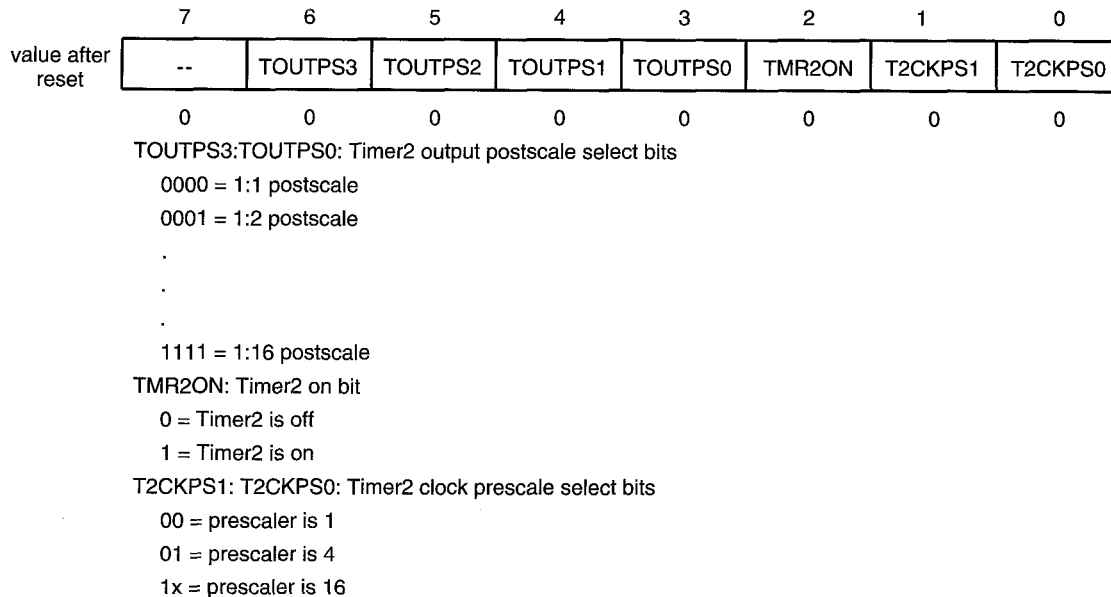 7 6 5 4 3 2 1 0
value after reset
-- TOUTPS3 TOUTPS2 TOUTPS1 TOUTPS0 TMR2ON T2CKPS1 T2CKPS0
0 0 0 0 0 0 0 0
TOUTPS3:TOUTPS0: Timer2 output postscale select bits
0000 = 1:1 postscale
0001 = 1:2 postscale
.
.
.
1111 = 1:16 postscale
TMR2ON: Timer2 on bit
0 = Timer2 is off
1 = Timer2 is on
T2CKPS1: T2CKPS0: Timer2 clock prescale select bits
00 = prescaler is 1
01 = prescaler is 4
1x = prescaler is 16